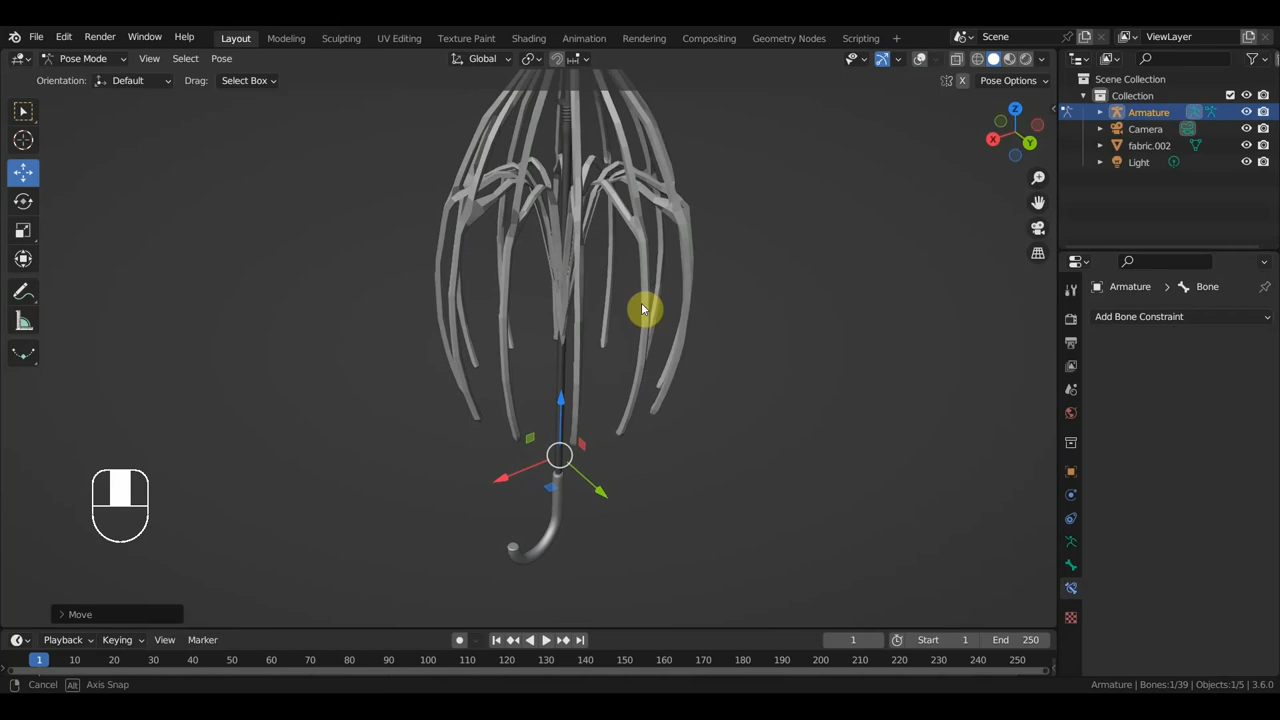 File Edit Render Window Help Layout Modeling Sculpting UV Editing Texture Paint Shading Animation Rendering Compositing Geometry Nodes Scripting + Scene ViewLayer
Pose Mode View Select Pose Global
Orientation: Default Drag: Select Box X Pose Options
Scene Collection
Collection
Armature
Camera
fabric.002
Light
Z
X
Y
Armature > Bone
Add Bone Constraint
> Move
Playback Keying View Marker 1 Start 1 End 250
1 10 20 30 40 50 60 70 80 90 100 110 120 130 140 150 160 170 180 190 200 210 220 230 240 250
Cancel Alt Axis Snap Armature | Bones:1/39 | Objects:1/5 | 3.6.0